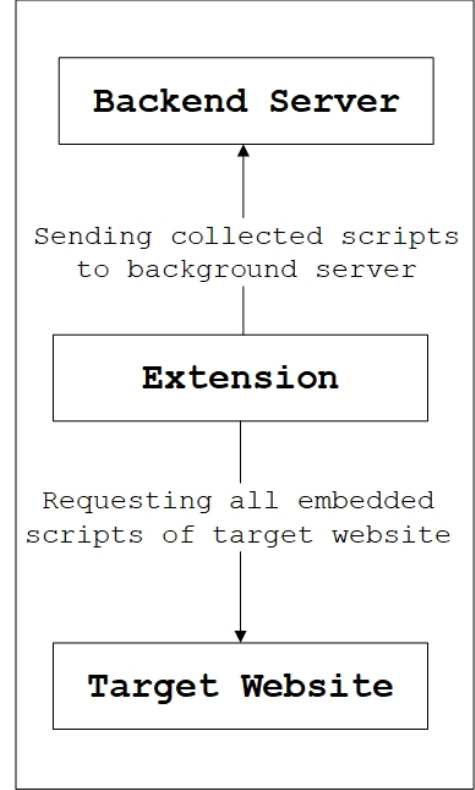 Backend Server
Sending collected scripts
to background server
Extension
Requesting all embedded
scripts of target website
Target Website